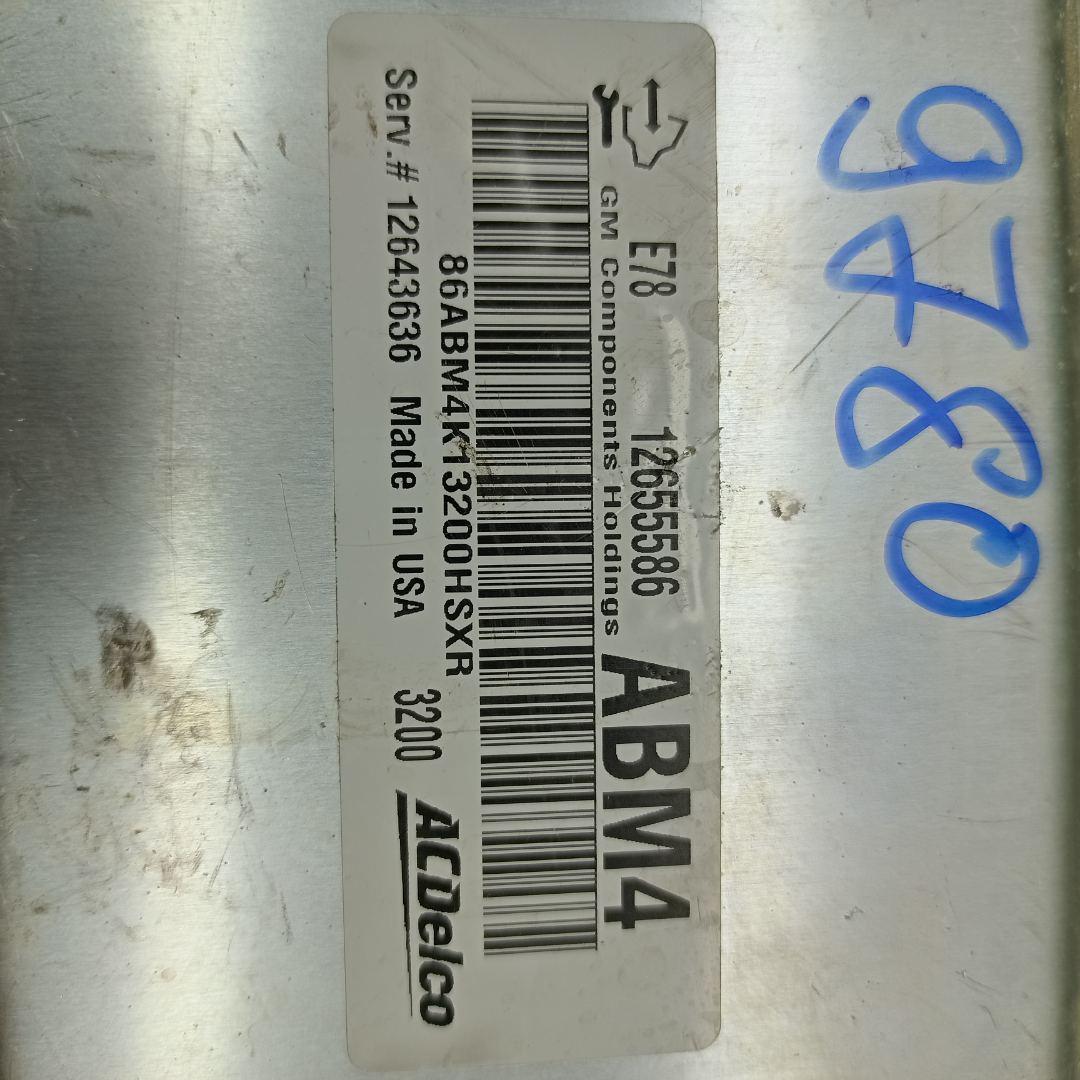 9780
E78 12655586 ABM4
GM Components Holdings
86ABM4K13200HSXR
Serv.# 12643636 Made in USA 3200 ACDelco